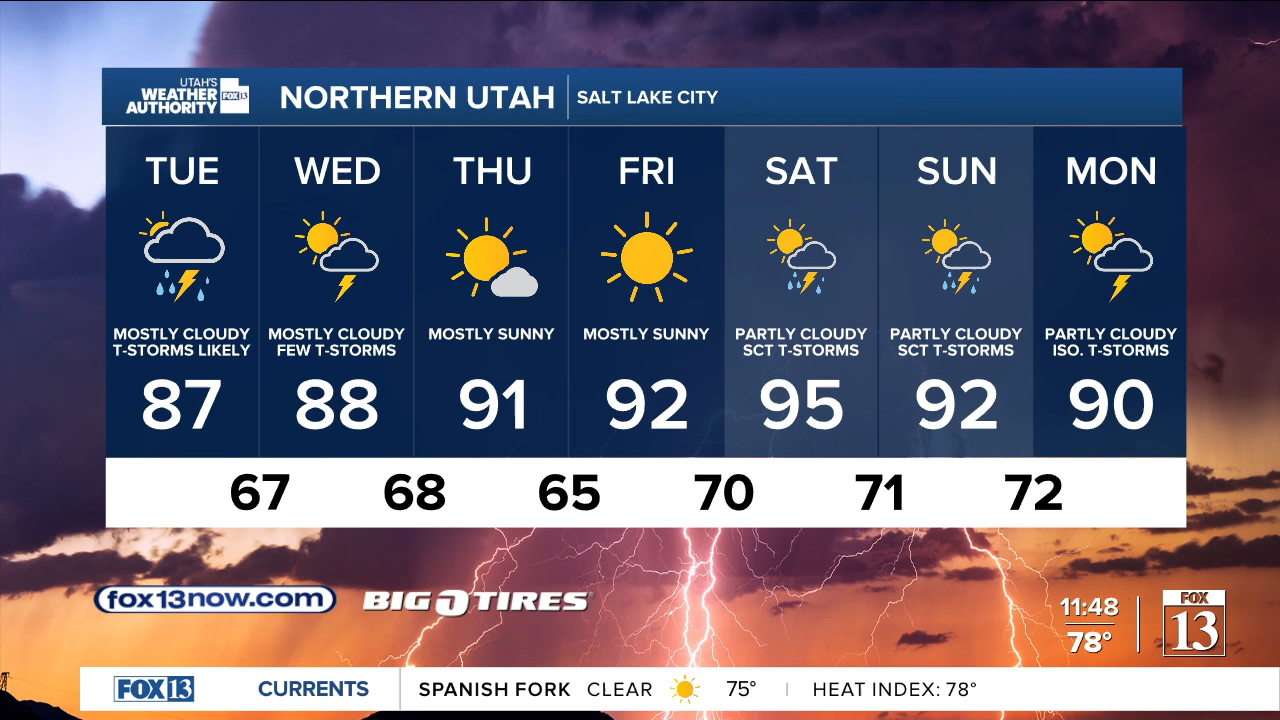 UTAH'S
WEATHER
AUTHORITY
FOX 13
NORTHERN UTAH
SALT LAKE CITY
TUE
WED
THU
FRI
SAT
SUN
MON
MOSTLY CLOUDY
T-STORMS LIKELY
MOSTLY CLOUDY
FEW T-STORMS
MOSTLY SUNNY
MOSTLY SUNNY
PARTLY CLOUDY
SCT T-STORMS
PARTLY CLOUDY
SCT T-STORMS
PARTLY CLOUDY
ISO. T-STORMS
87
88
91
92
95
92
90
67
68
65
70
71
72
fox13now.com
BIG O TIRES
11:48
78°
FOX
13
FOX 13
CURRENTS
SPANISH FORK CLEAR 75° | HEAT INDEX: 78°